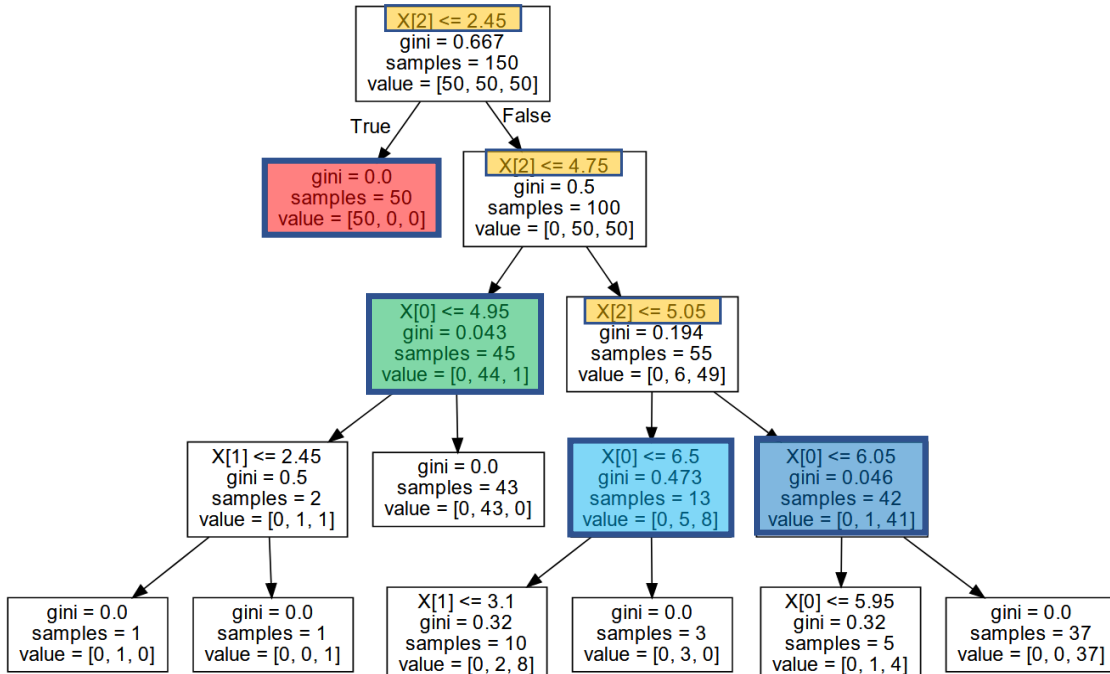 X[2] <= 2.45
gini = 0.667
samples = 150
value = [50, 50, 50]
True
False
gini = 0.0
samples = 50
value = [50, 0, 0]
X[2] <= 4.75
gini = 0.5
samples = 100
value = [0, 50, 50]
X[0] <= 4.95
gini = 0.043
samples = 45
value = [0, 44, 1]
X[2] <= 5.05
gini = 0.194
samples = 55
value = [0, 6, 49]
X[1] <= 2.45
gini = 0.5
samples = 2
value = [0, 1, 1]
gini = 0.0
samples = 43
value = [0, 43, 0]
X[0] <= 6.5
gini = 0.473
samples = 13
value = [0, 5, 8]
X[0] <= 6.05
gini = 0.046
samples = 42
value = [0, 1, 41]
gini = 0.0
samples = 1
value = [0, 1, 0]
gini = 0.0
samples = 1
value = [0, 0, 1]
X[1] <= 3.1
gini = 0.32
samples = 10
value = [0, 2, 8]
gini = 0.0
samples = 3
value = [0, 3, 0]
X[0] <= 5.95
gini = 0.32
samples = 5
value = [0, 1, 4]
gini = 0.0
samples = 37
value = [0, 0, 37]